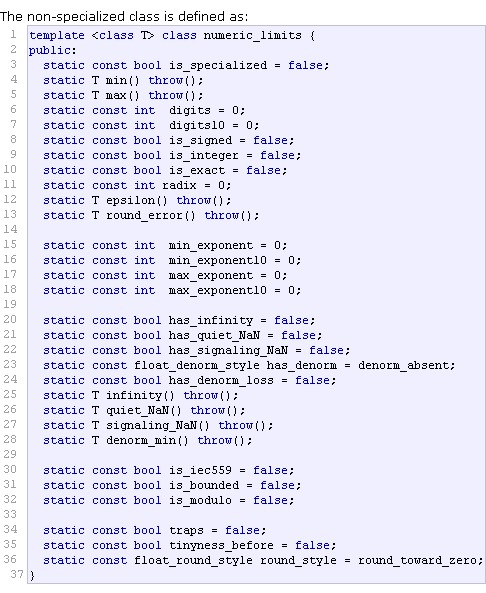 The non-specialized class is defined as:
1 template <class T> class numeric_limits {
2 public:
3   static const bool is_specialized = false;
4   static T min() throw();
5   static T max() throw();
6   static const int  digits = 0;
7   static const int  digits10 = 0;
8   static const bool is_signed = false;
9   static const bool is_integer = false;
10   static const bool is_exact = false;
11   static const int radix = 0;
12   static T epsilon() throw();
13   static T round_error() throw();
14
15   static const int  min_exponent = 0;
16   static const int  min_exponent10 = 0;
17   static const int  max_exponent = 0;
18   static const int  max_exponent10 = 0;
19
20   static const bool has_infinity = false;
21   static const bool has_quiet_NaN = false;
22   static const bool has_signaling_NaN = false;
23   static const float_denorm_style has_denorm = denorm_absent;
24   static const bool has_denorm_loss = false;
25   static T infinity() throw();
26   static T quiet_NaN() throw();
27   static T signaling_NaN() throw();
28   static T denorm_min() throw();
29
30   static const bool is_iec559 = false;
31   static const bool is_bounded = false;
32   static const bool is_modulo = false;
33
34   static const bool traps = false;
35   static const bool tinyness_before = false;
36   static const float_round_style round_style = round_toward_zero;
37 }